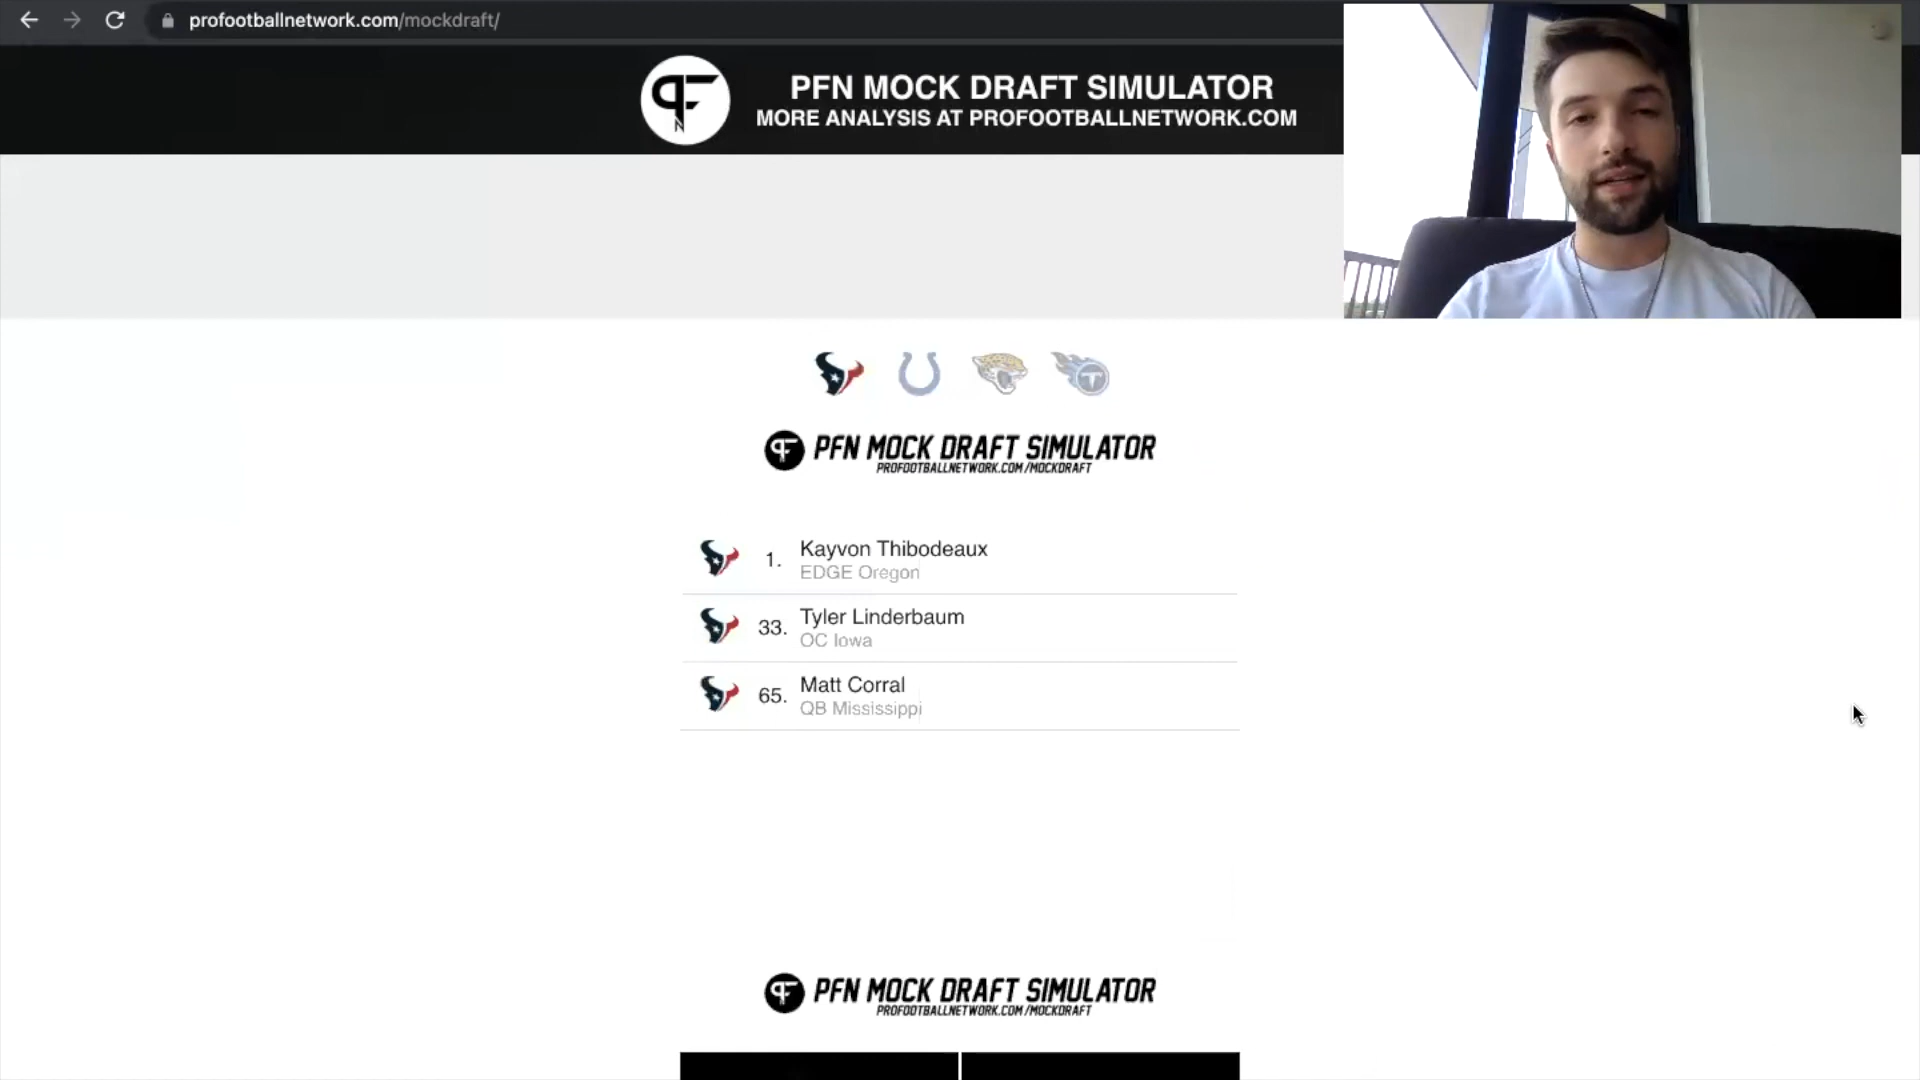 profootballnetwork.com/mockdraft/
PFN MOCK DRAFT SIMULATOR
MORE ANALYSIS AT PROFOOTBALLNETWORK.COM
PFN MOCK DRAFT SIMULATOR
PROFOOTBALLNETWORK.COM/MOCKDRAFT
1. Kayvon Thibodeaux
EDGE Oregon
33. Tyler Linderbaum
OC Iowa
65. Matt Corral
QB Mississippi
PFN MOCK DRAFT SIMULATOR
PROFOOTBALLNETWORK.COM/MOCKDRAFT